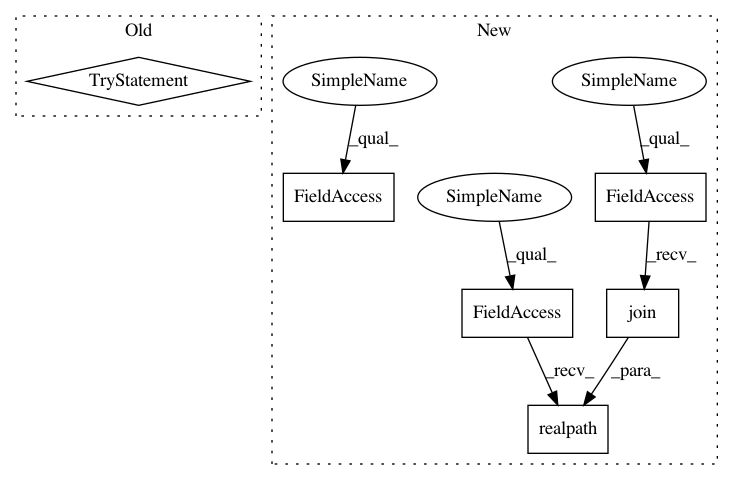 Old
New
TryStatement
SimpleName
SimpleName
_qual_
_qual_
FieldAccess
SimpleName
FieldAccess
_qual_
_recv_
FieldAccess
join
_recv_
_para_
realpath